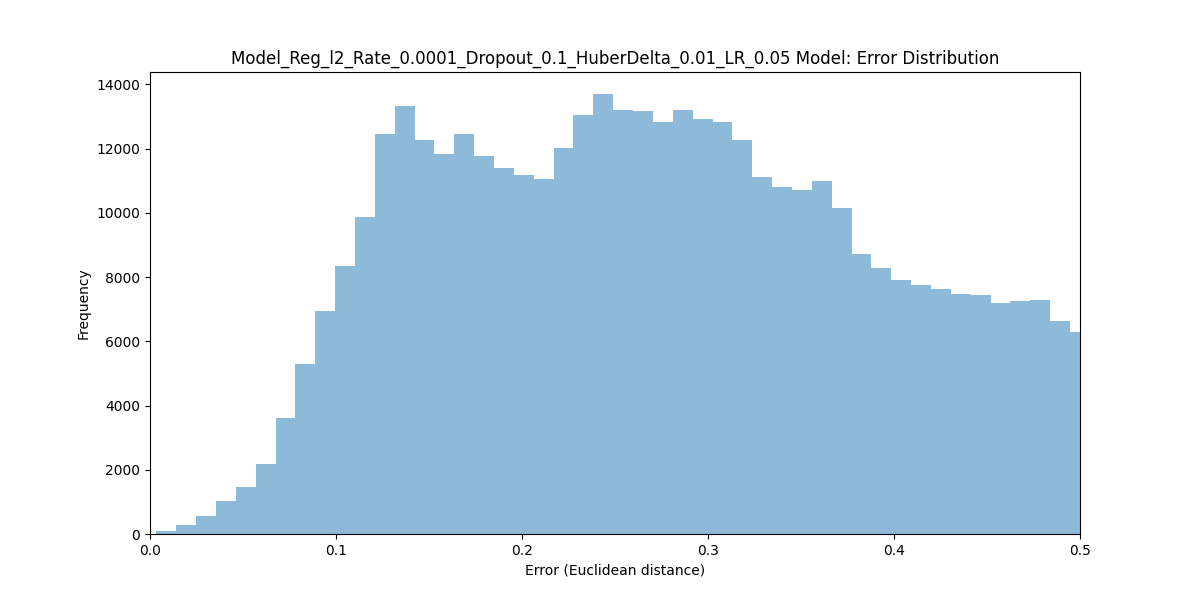 Model_Reg_l2_Rate_0.0001_Dropout_0.1_HuberDelta_0.01_LR_0.05 Model: Error Distribution
14000
12000
10000
8000
6000
4000
2000
0
Frequency
0.0 0.1 0.2 0.3 0.4 0.5
Error (Euclidean distance)